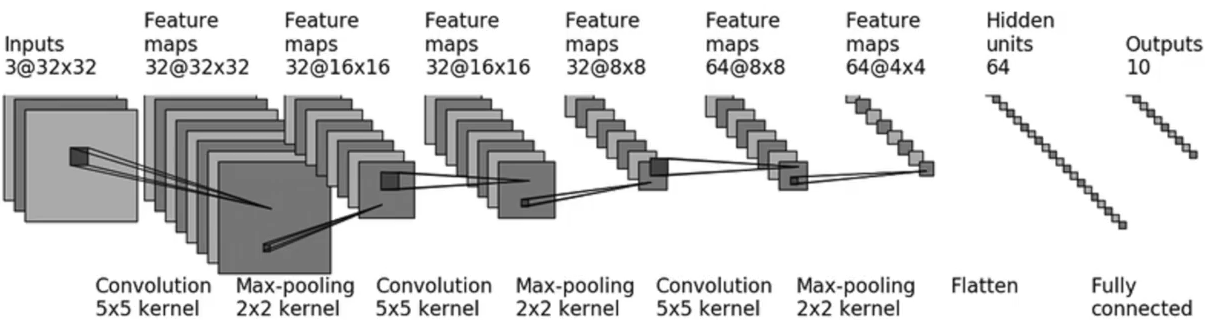 Inputs
3@32x32
Feature
maps
32@32x32
Feature
maps
32@16x16
Feature
maps
32@16x16
Feature
maps
32@8x8
Feature
maps
64@8x8
Feature
maps
64@4x4
Hidden
units
64
Outputs
10
Convolution
5x5 kernel
Max-pooling
2x2 kernel
Convolution
5x5 kernel
Max-pooling
2x2 kernel
Convolution
5x5 kernel
Max-pooling
2x2 kernel
Flatten
Fully
connected